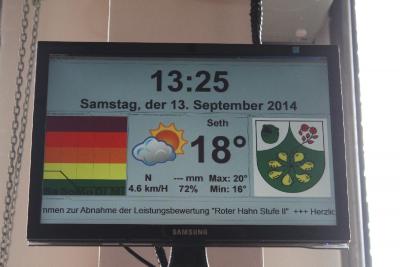 13:25
Samstag, der 13. September 2014
Seth
18°
N --- mm Max: 20°
4.6 km/H 72% Min: 16°
mmen zur Abnahme der Leistungsbewertung "Roter Hahn Stufe II" +++ Herzlic
SAMSUNG